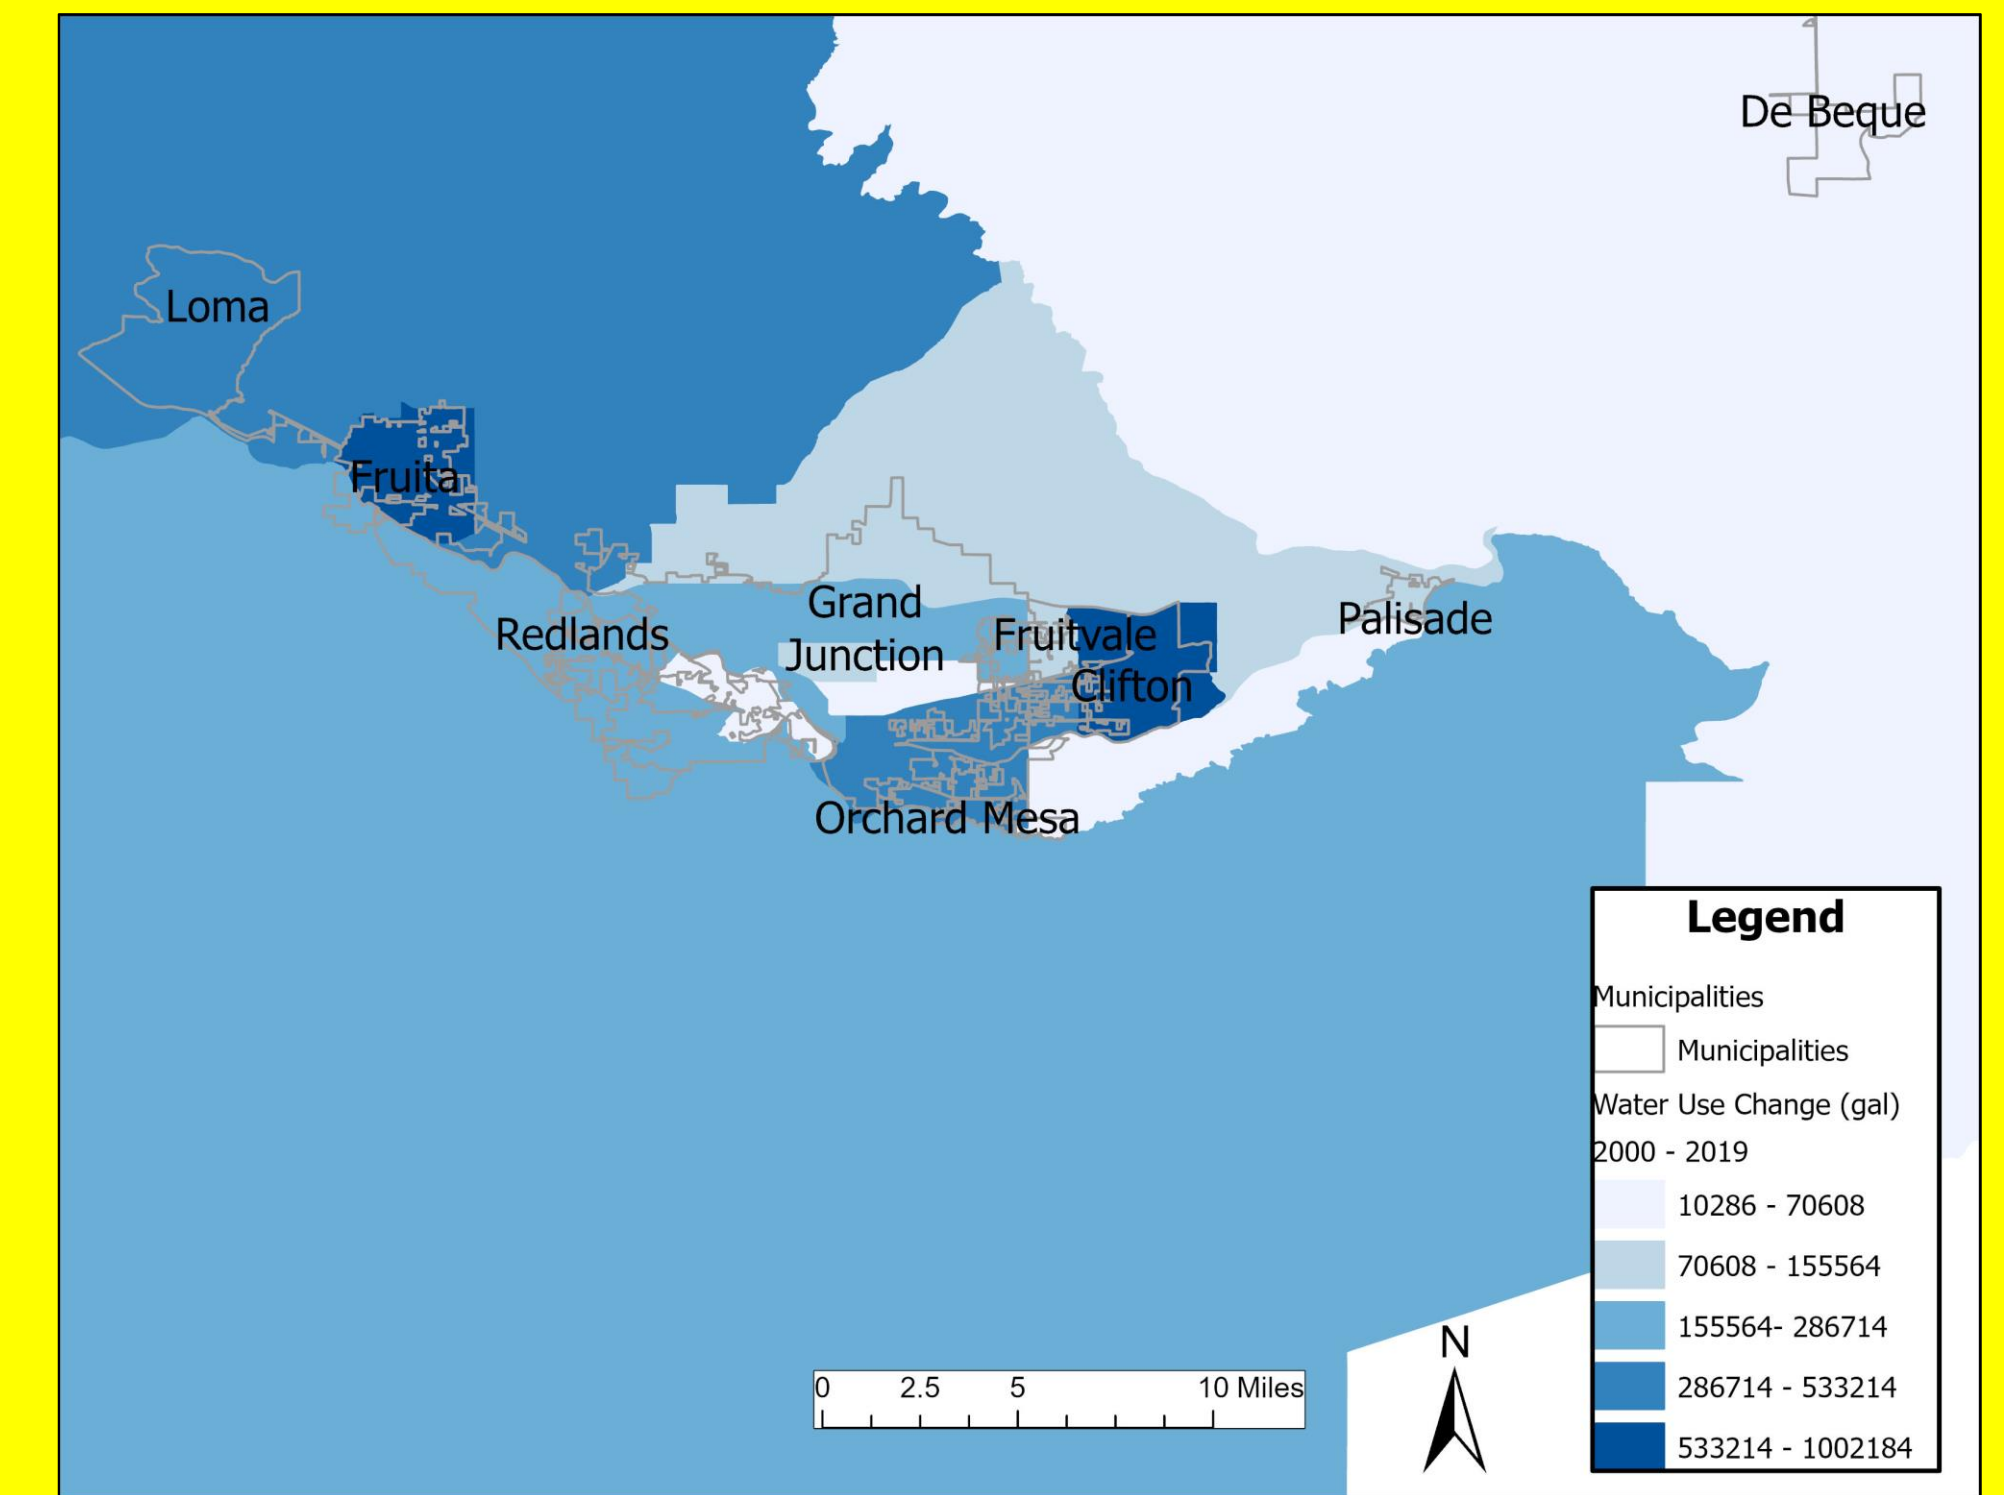 De Beque
Loma
Fruita
Grand
Junction
Redlands
Fruitvale
Palisade
Clifton
Orchard Mesa
Legend
Municipalities
Municipalities
Water Use Change (gal)
2000 - 2019
10286 - 70608
70608 - 155564
155564- 286714
286714 - 533214
533214 - 1002184
N
0 2.5 5 10 Miles